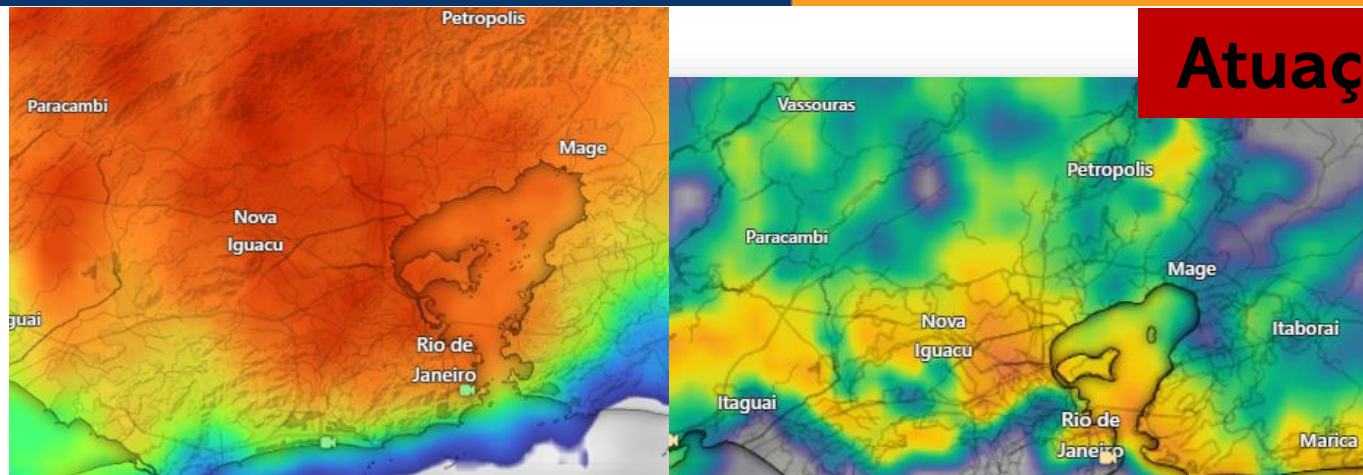 Petropolis
Paracambi
Mage
Nova
Iguacu
guai
Rio de
Janeiro
Atuaç
Vassouras
Petropolis
Paracambi
Mage
Nova
Iguacu
Itaborai
Itaguai
Rio de
Janeiro
Marica